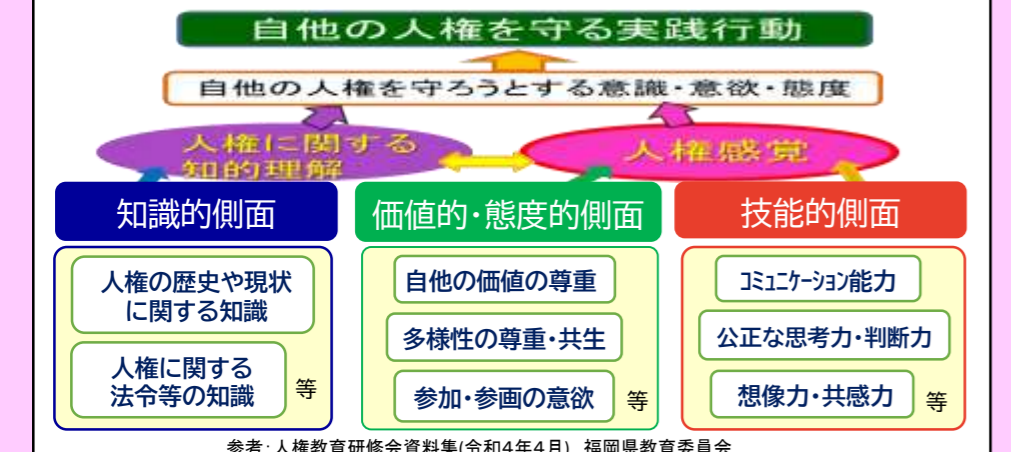 自他の人権を守る実践行動
自他の人権を守ろうとする意識・意欲・態度
人権に関する
知的理解
人権感覚
知識的側面
価値的・態度的側面
技能的側面
人権の歴史や現状
に関する知識
人権に関する
法令等の知識
等
自他の価値の尊重
多様性の尊重・共生
参加・参画の意欲
等
ｺﾐｭﾆｹｰｼｮﾝ能力
公正な思考力・判断力
想像力・共感力
等
参考：人権教育研修会資料集(令和4年4月)　福岡県教育委員会